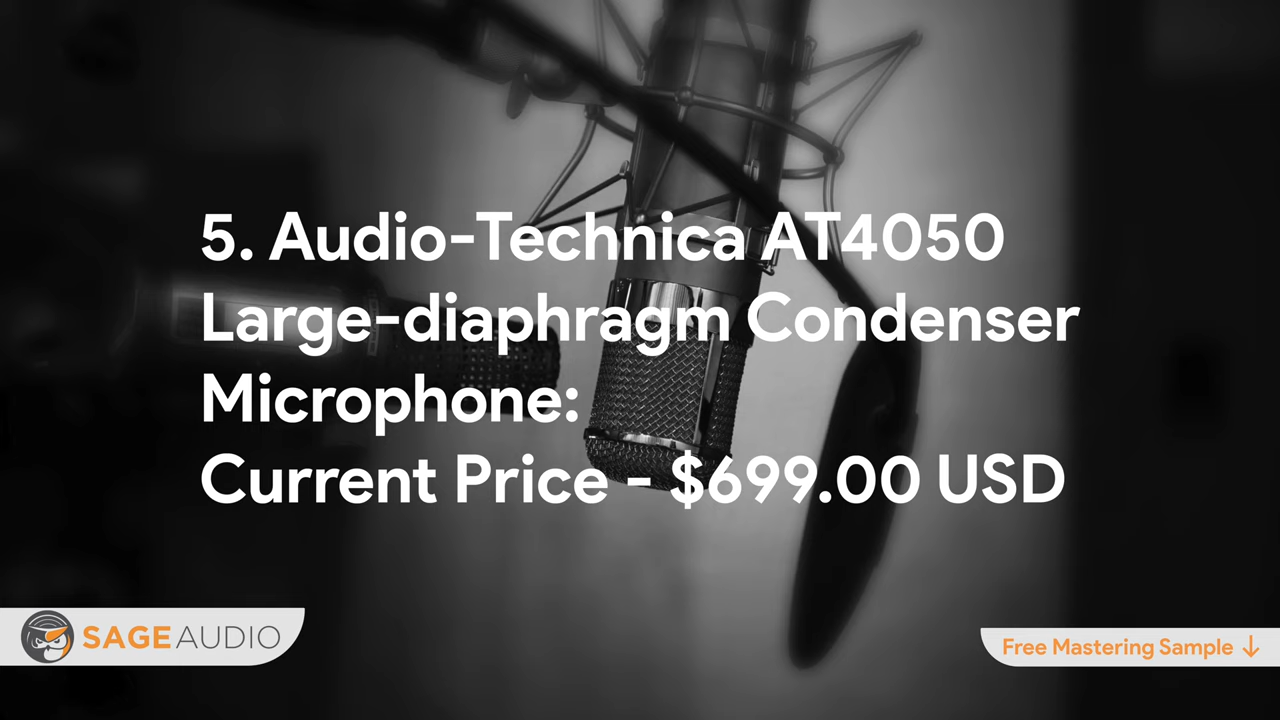 5. Audio-Technica AT4050
Large-diaphragm Condenser
Microphone:
Current Price - $699.00 USD
SAGE AUDIO
Free Mastering Sample ↓